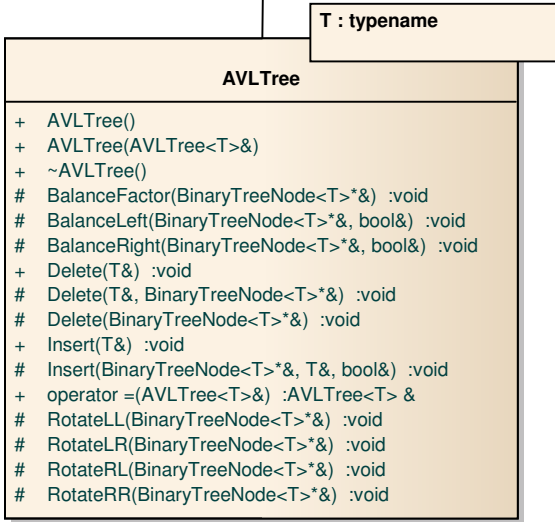 T : typename
AVLTree
+ AVLTree()
+ AVLTree(AVLTree<T>&)
+ ~AVLTree()
# BalanceFactor(BinaryTreeNode<T>*&) :void
# BalanceLeft(BinaryTreeNode<T>*&, bool&) :void
# BalanceRight(BinaryTreeNode<T>*&, bool&) :void
+ Delete(T&) :void
# Delete(T&, BinaryTreeNode<T>*&) :void
# Delete(BinaryTreeNode<T>*&) :void
+ Insert(T&) :void
# Insert(BinaryTreeNode<T>*&, T&, bool&) :void
+ operator =(AVLTree<T>&) :AVLTree<T> &
# RotateLL(BinaryTreeNode<T>*&) :void
# RotateLR(BinaryTreeNode<T>*&) :void
# RotateRL(BinaryTreeNode<T>*&) :void
# RotateRR(BinaryTreeNode<T>*&) :void